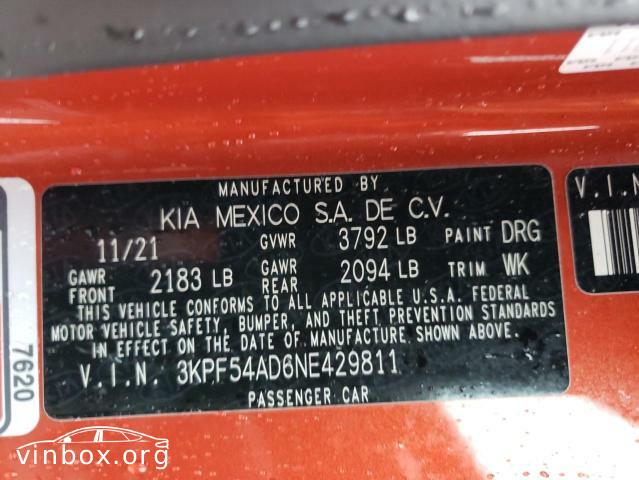 MANUFACTURED BY
KIA MEXICO S.A. DE C.V.
11/21 GVWR 3792 LB PAINT DRG
GAWR FRONT 2183 LB GAWR REAR 2094 LB TRIM WK
THIS VEHICLE CONFORMS TO ALL APPLICABLE U.S.A. FEDERAL
MOTOR VEHICLE SAFETY, BUMPER, AND THEFT PREVENTION STANDARDS
IN EFFECT ON THE DATE OF MANUFACTURE SHOWN ABOVE.
V.I.N. 3KPF54AD6NE429811
PASSENGER CAR
V.I.N
7620
vinbox.org